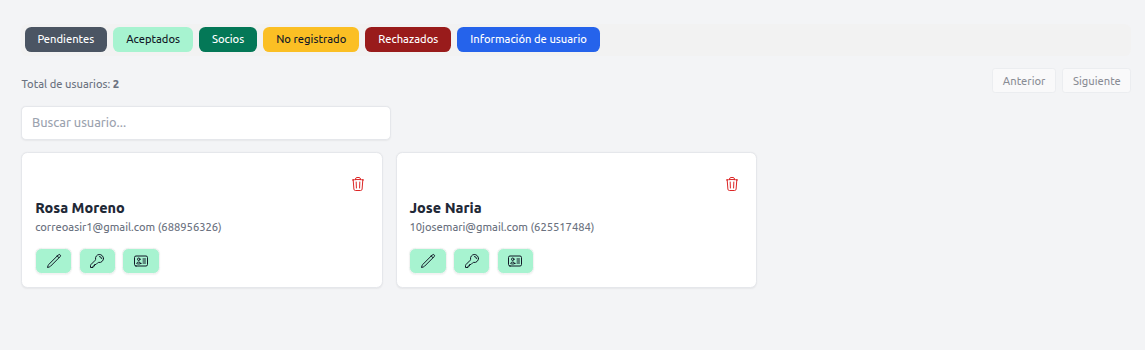 Pendientes Aceptados Socios No registrado Rechazados Información de usuario
Total de usuarios: 2
Anterior Siguiente
Buscar usuario...
Rosa Moreno
correoasir1@gmail.com (688956326)
Jose Naria
10josemari@gmail.com (625517484)